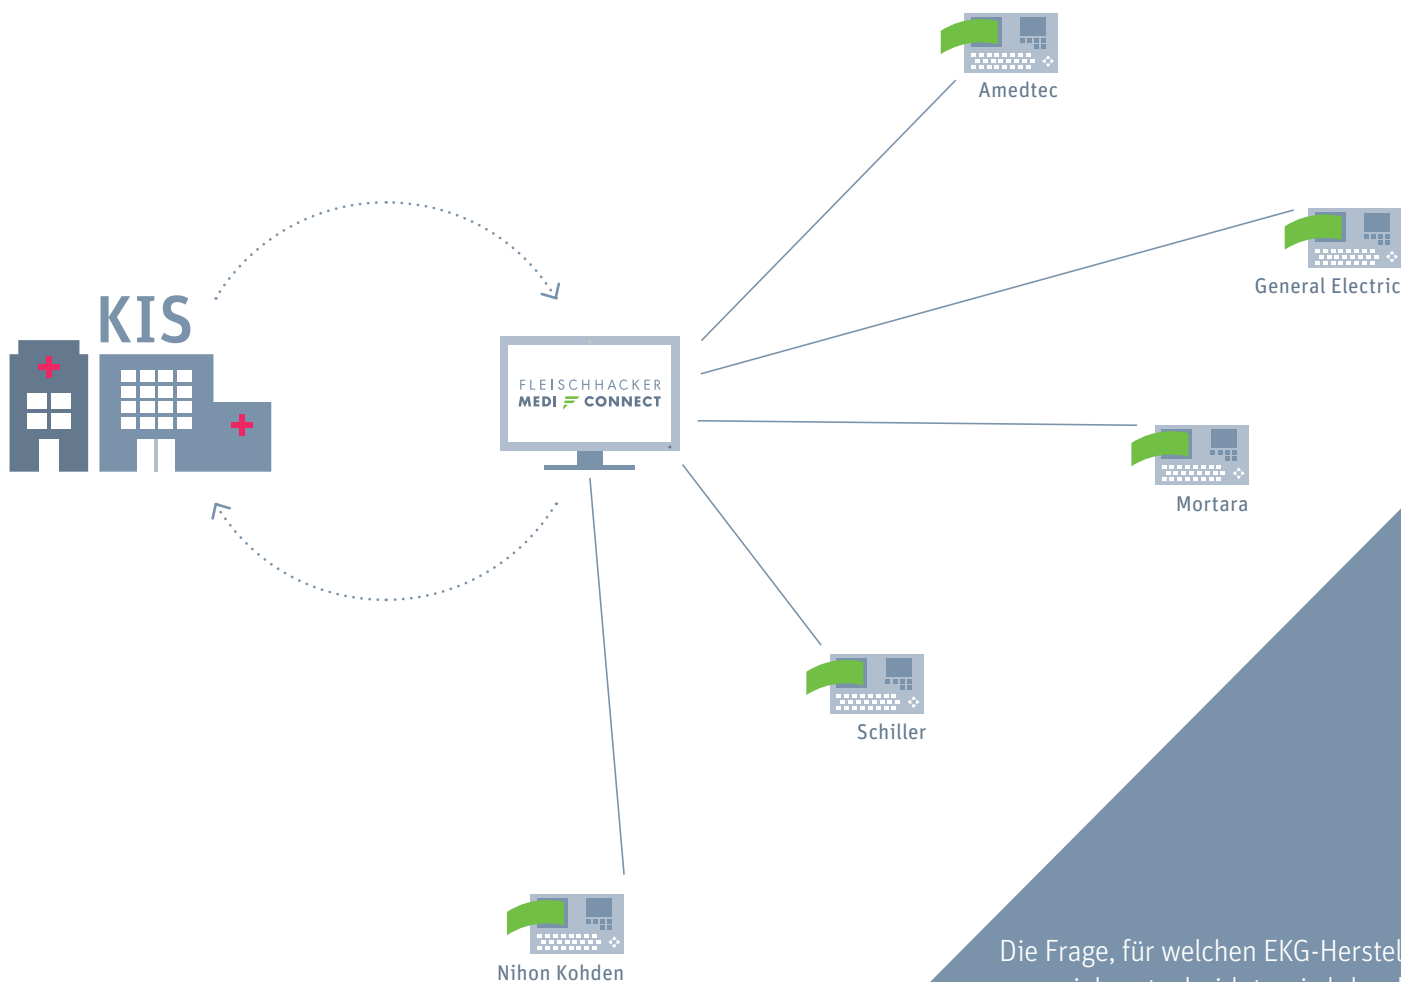 Amedtec
General Electric
KIS
FLEISCHHACKER
MEDI CONNECT
Mortara
Schiller
Nihon Kohden
Die Frage, für welchen EKG-Herstel